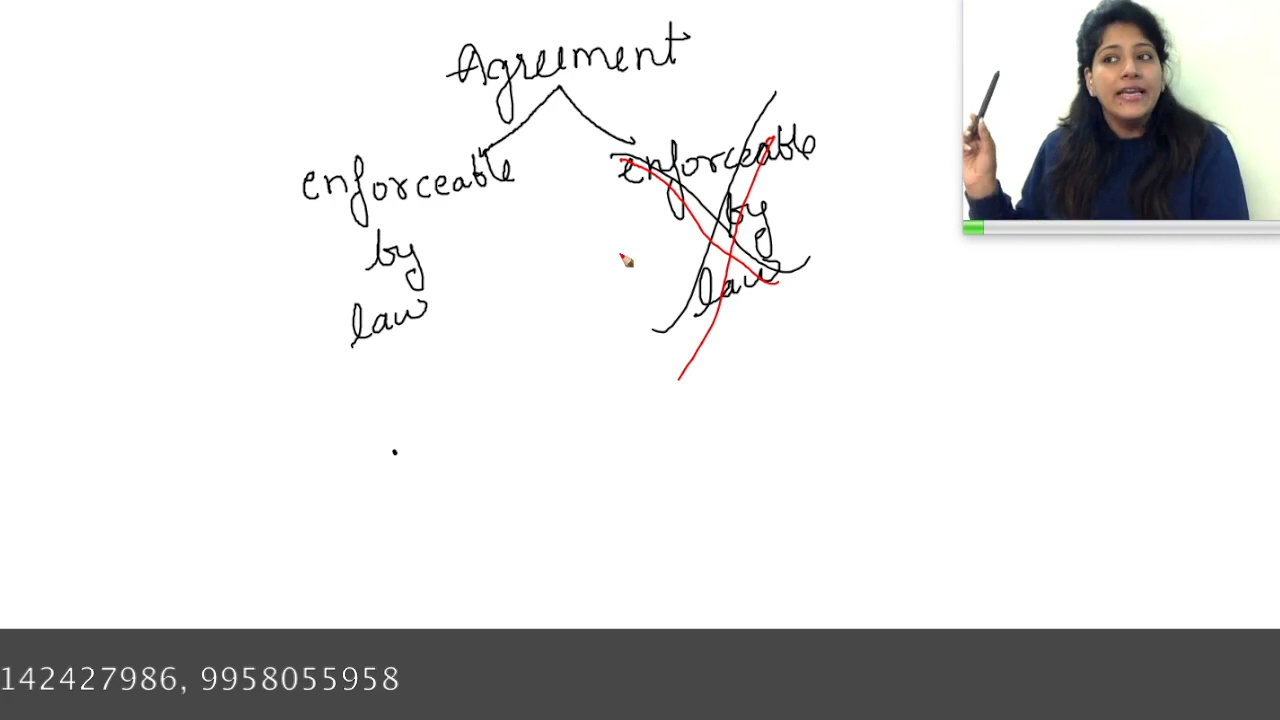 Agreement
enforceable
by
law
enforceable
by
law
142427986, 9958055958